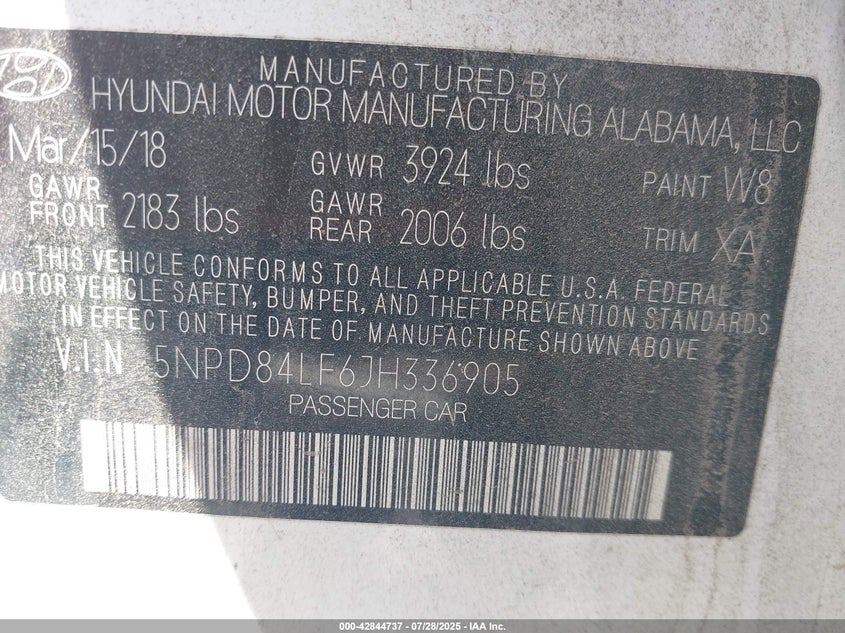 MANUFACTURED BY
HYUNDAI MOTOR MANUFACTURING ALABAMA, LLC
Mar/15/18 GVWR 3924 lbs PAINT W8
GAWR FRONT 2183 lbs GAWR REAR 2006 lbs TRIM XA
THIS VEHICLE CONFORMS TO ALL APPLICABLE U.S.A. FEDERAL
MOTOR VEHICLE SAFETY, BUMPER, AND THEFT PREVENTION STANDARDS
IN EFFECT ON THE DATE OF MANUFACTURE SHOWN ABOVE
V.I.N 5NPD84LF6JH336905
PASSENGER CAR
000-42844737 - 07/28/2025 - IAA Inc.